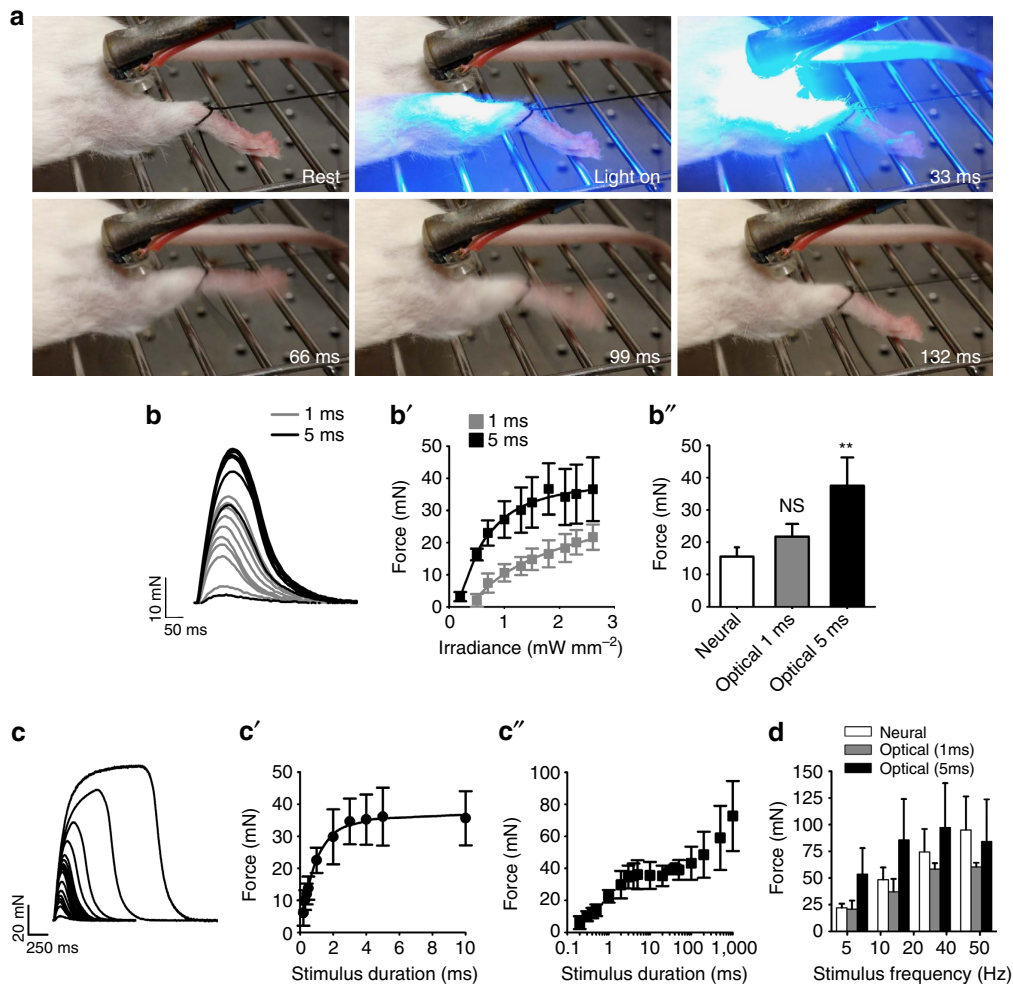 a
Rest
Light on
33 ms
66 ms
99 ms
132 ms
b
1 ms
5 ms
10 mN
50 ms
b′
1 ms
5 ms
Force (mN)
50
40
30
20
10
0
0 1 2 3
Irradiance (mW mm⁻²)
b″
Force (mN)
50
40
30
20
10
0
NS
**
Neural
Optical 1 ms
Optical 5 ms
c
20 mN
250 ms
c′
Force (mN)
50
40
30
20
10
0
0 2 4 6 8 10
Stimulus duration (ms)
c″
Force (mN)
100
80
60
40
20
0
0.1 1 10 100 1,000
Stimulus duration (ms)
d
Neural
Optical (1ms)
Optical (5ms)
Force (mN)
150
125
100
75
50
25
0
5 10 20 40 50
Stimulus frequency (Hz)